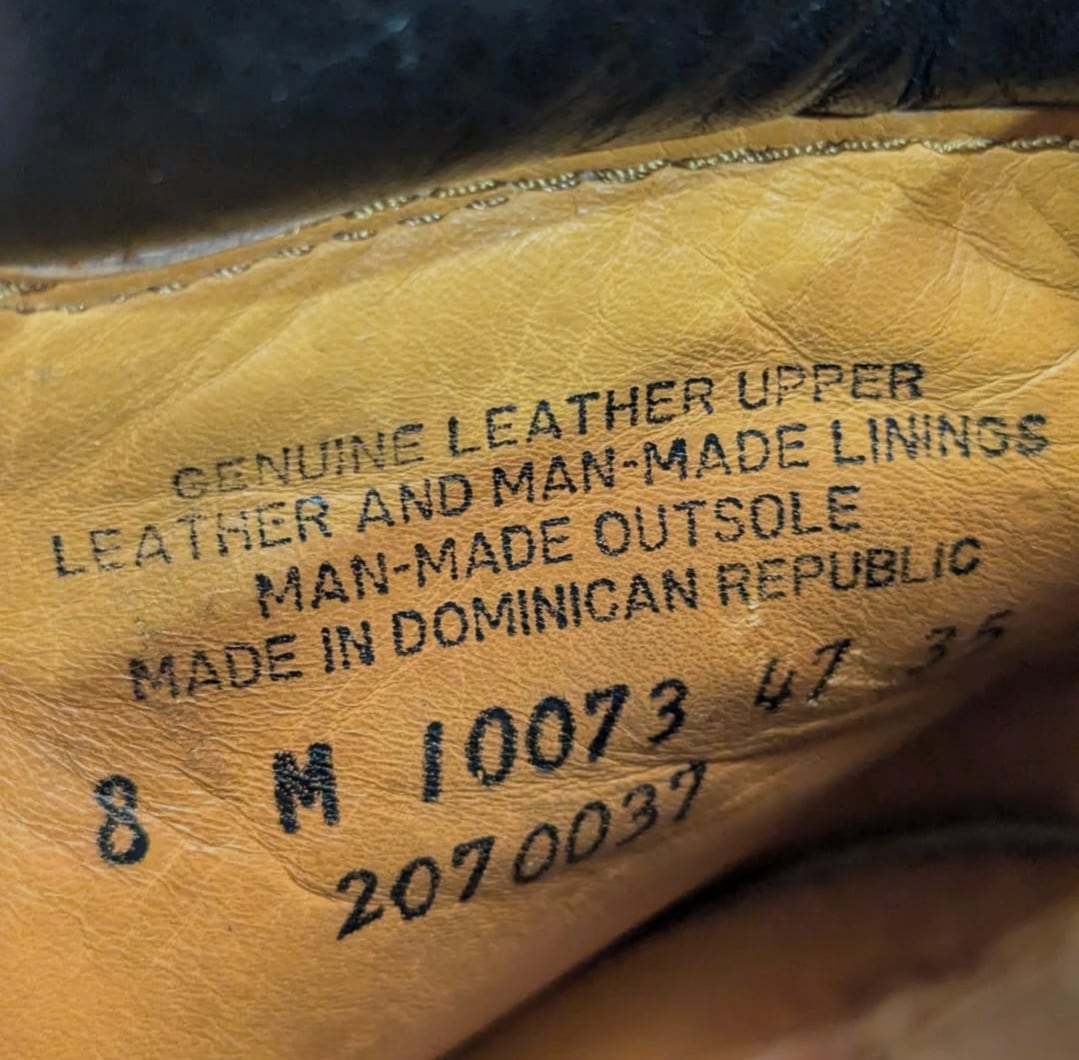 GENUINE LEATHER UPPER
LEATHER AND MAN-MADE LININGS
MAN-MADE OUTSOLE
MADE IN DOMINICAN REPUBLIC
8 M 10073 47 35
2070037